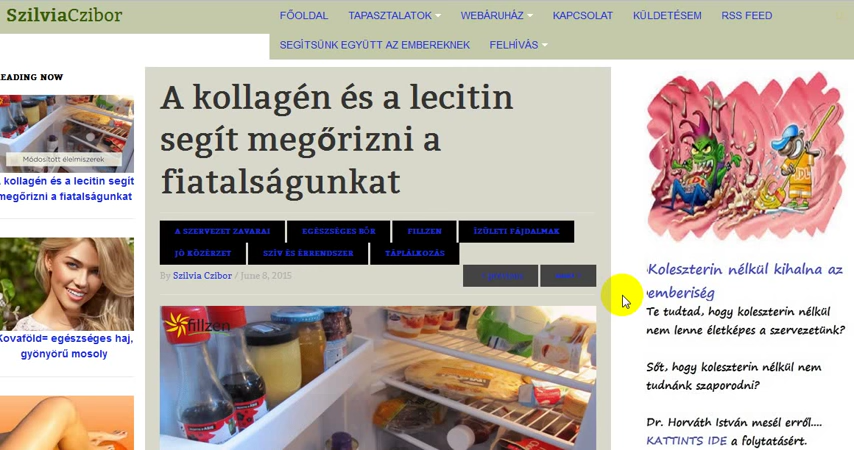 SzilviaCzibor
FŐOLDAL TAPASZTALATOK WEBÁRUHÁZ KAPCSOLAT KÜLDETÉSEM RSS FEED
SEGÍTSÜNK EGYÜTT AZ EMBEREKNEK FELHÍVÁS
EADING NOW
Módosított élelmiszerek
kollagén és a lecitin segít
megőrizni a fiatalságunkat
Kovaföld= egészséges haj,
gyönyörű mosoly
A kollagén és a lecitin
segít megőrizni a
fiatalságunkat
A SZERVEZET ZAVARAI EGÉSZSÉGES BŐR FILLZEN ÍZÜLETI FÁJDALMAK
JÓ KÖZÉRZET SZÍV ÉS ÉRRENDSZER TÁPLÁLKOZÁS
By Szilvia Czibor / June 8, 2015
fillzen
Koleszterin nélkül kihalna az
emberiség
Te tudtad, hogy koleszterin nélkül
nem lenne életképes a szervezetünk?
Sőt, hogy koleszterin nélkül nem
tudnánk szaporodni?
Dr. Horváth István mesél erről....
KATTINTS IDE a folytatásért.